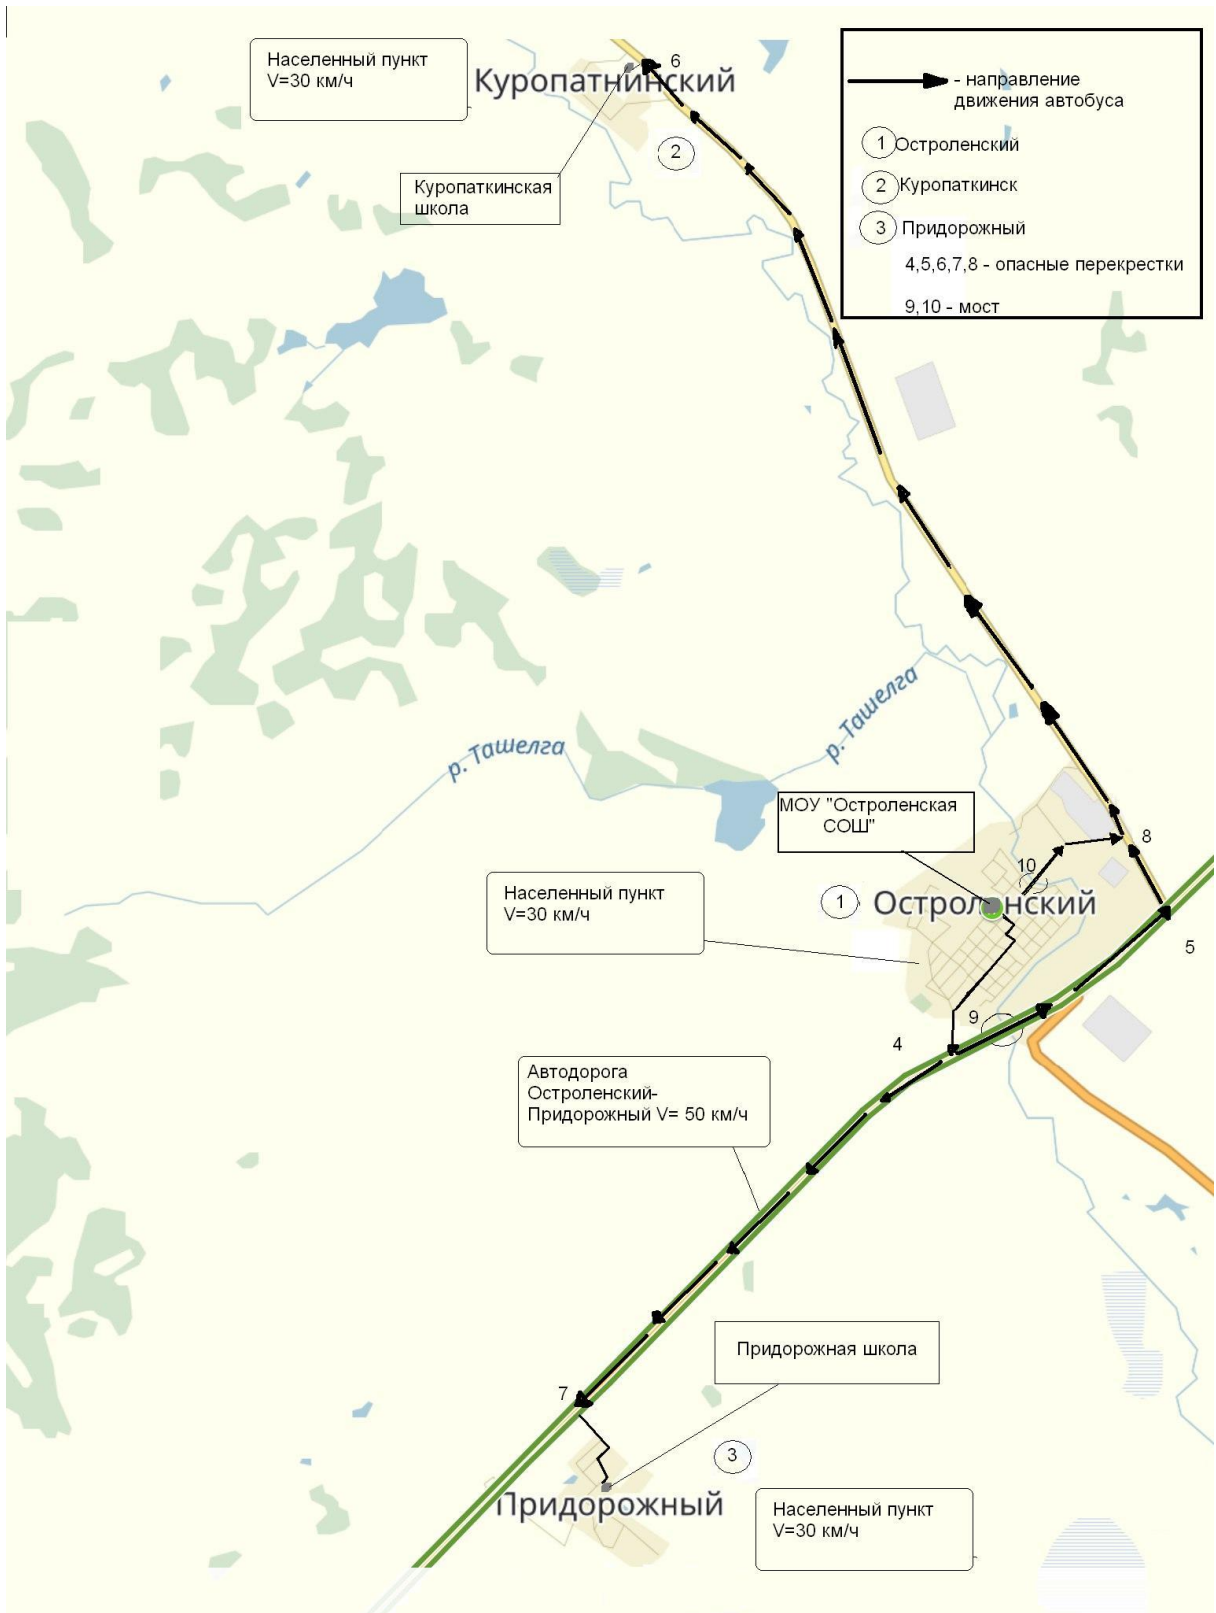 Населенный пункт
V=30 км/ч
6
Куропатнинский
2
Куропаткинская
школа
- направление
движения автобуса
1 Остроленский
2 Куропаткинск
3 Придорожный
4,5,6,7,8 - опасные перекрестки
9,10 - мост
р. Ташелга
р. Ташелга
МОУ "Остроленская
СОШ"
8
10
Населенный пункт
V=30 км/ч
1
Остроленский
5
9
4
Автодорога
Остроленский-
Придорожный V= 50 км/ч
Придорожная школа
7
3
Придорожный
Населенный пункт
V=30 км/ч